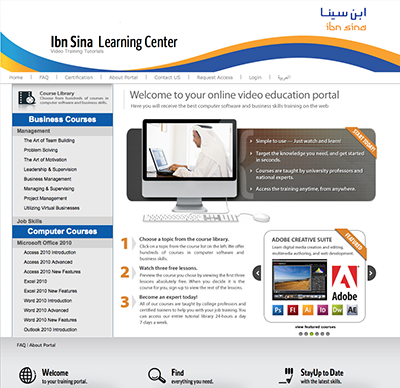 ابن سينا
ibn sina
Ibn Sina Learning Center
Video Training Tutorials
Home | FAQ | Certification | About Portal | Contact US | Request Access | Login | العربية
Course Library
Choose from hundreds of courses in computer software and business skills.
Welcome to your online video education portal
Here you will receive the best computer software and business skills training on the web
Business Courses
Management
The Art of Team Building
Problem Solving
The Art of Motivation
Leadership & Supervision
Business Management
Managing & Supervising
Project Management
Utilizing Virtual Businesses
Job Skills
Computer Courses
Microsoft Office 2010
Access 2010 Introduction
Access 2010 Advanced
Access 2010 New Features
Excel 2010
Excel 2010 New Features
Word 2010 Introduction
Word 2010 Advanced
Word 2010 New Features
Outlook 2010 Introduction
START TODAY!
Simple to use — Just watch and learn!
Target the knowledge you need, and get started
in seconds.
Courses are taught by university professors and
national experts.
Access the training anytime, from anywhere.
1 Choose a topic from the course library.
Click on a topic from the course list on the left. We offer
hundreds of courses in computer software and
business skills.
2 Watch three free lessons.
Preview the course you chose by viewing the first three
lessons absolutely free. When you decide it is the
course for you, sign-up to view the rest of the lessons.
3 Become an expert today!
All of our courses are taught by college professors and
certified trainers to help you with your job training. You
can access our entire tutorial library 24 hours a day
7 days a week.
FEATURED
ADOBE CREATIVE SUITE
Learn digital media creation and editing,
multimedia authoring, and web development.
Adobe
Ps Fl Ai Id Dw Ae
view featured courses
FAQ | About Portal
Welcome
to your training portal.
Find
everything you need.
StayUp to Date
with the latest skills.